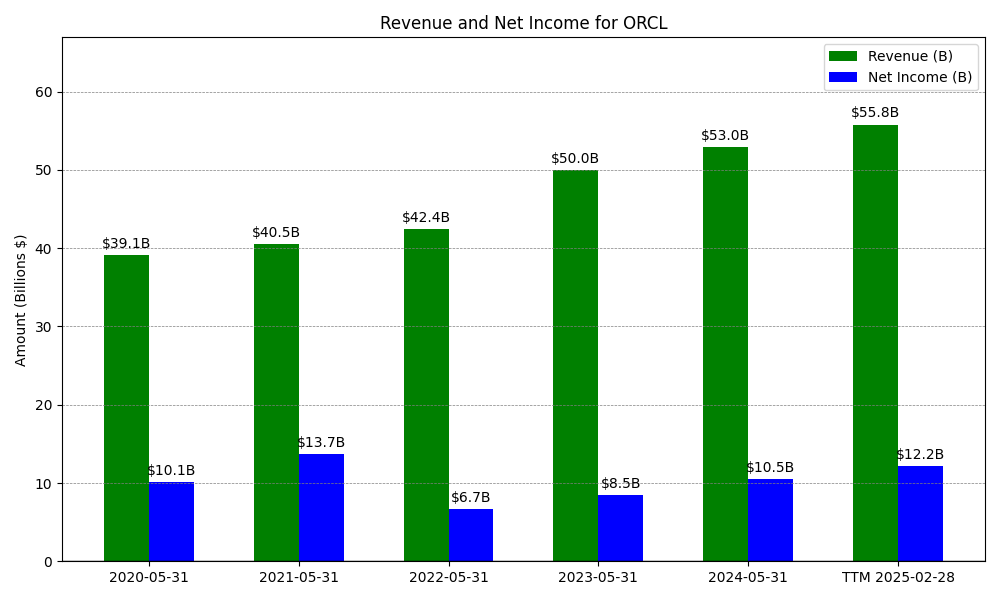 Revenue and Net Income for ORCL
Revenue (B)
Net Income (B)
Amount (Billions $)
60
50
40
30
20
10
0
$39.1B
$10.1B
$40.5B
$13.7B
$42.4B
$6.7B
$50.0B
$8.5B
$53.0B
$10.5B
$55.8B
$12.2B
2020-05-31
2021-05-31
2022-05-31
2023-05-31
2024-05-31
TTM 2025-02-28